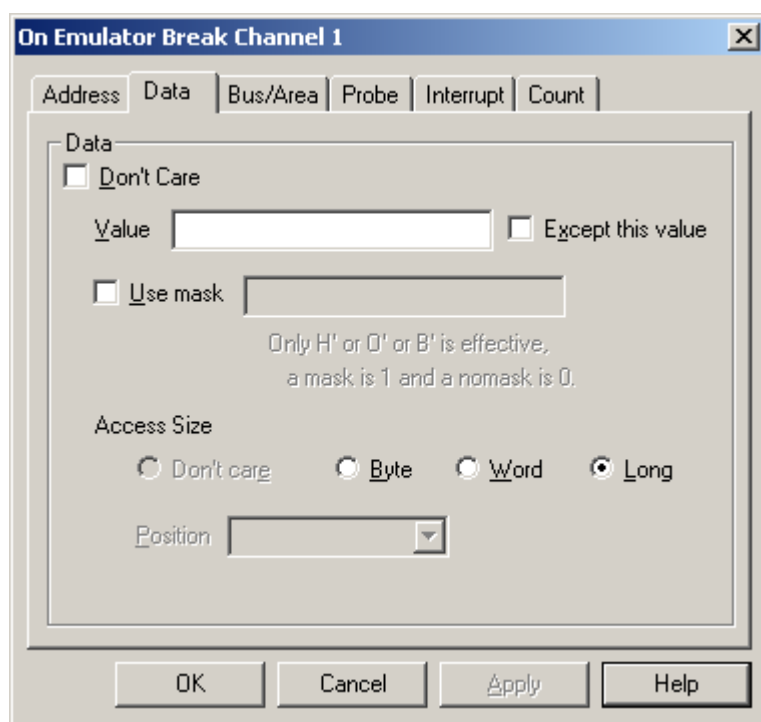 On Emulator Break Channel 1
Address Data Bus/Area Probe Interrupt Count
Data
Don't Care
Value Except this value
Use mask
Only H' or O' or B' is effective,
a mask is 1 and a nomask is 0.
Access Size
Don't care Byte Word Long
Position
OK Cancel Apply Help